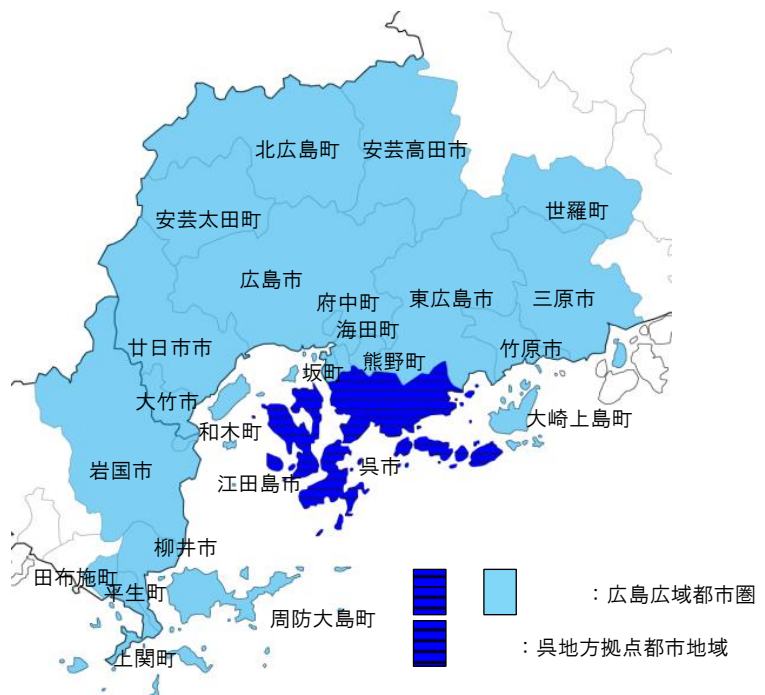 北広島町
安芸高田市
世羅町
安芸太田町
広島市
府中町
東広島市
三原市
海田町
廿日市市
坂町
熊野町
竹原市
大竹市
和木町
大崎上島町
岩国市
江田島市
呉市
柳井市
田布施町
平生町
周防大島町
上関町
：広島広域都市圏
：呉地方拠点都市地域